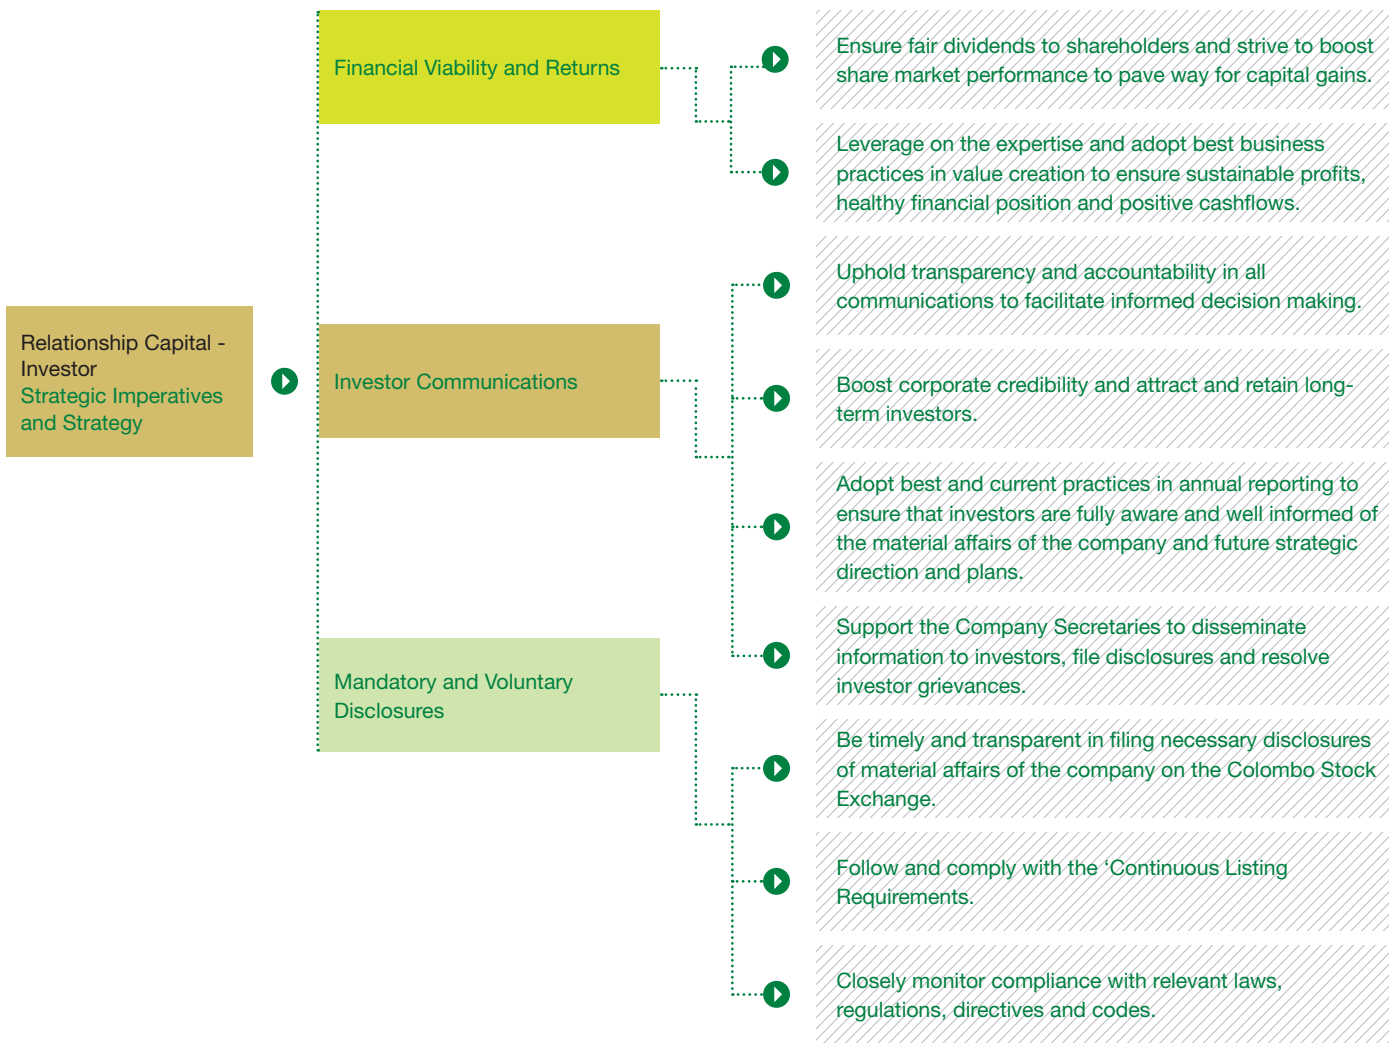 Relationship Capital -
Investor
Strategic Imperatives
and Strategy
Financial Viability and Returns
Ensure fair dividends to shareholders and strive to boost
share market performance to pave way for capital gains.
Leverage on the expertise and adopt best business
practices in value creation to ensure sustainable profits,
healthy financial position and positive cashflows.
Investor Communications
Uphold transparency and accountability in all
communications to facilitate informed decision making.
Boost corporate credibility and attract and retain long-
term investors.
Adopt best and current practices in annual reporting to
ensure that investors are fully aware and well informed of
the material affairs of the company and future strategic
direction and plans.
Support the Company Secretaries to disseminate
information to investors, file disclosures and resolve
investor grievances.
Mandatory and Voluntary
Disclosures
Be timely and transparent in filing necessary disclosures
of material affairs of the company on the Colombo Stock
Exchange.
Follow and comply with the ‘Continuous Listing
Requirements.
Closely monitor compliance with relevant laws,
regulations, directives and codes.